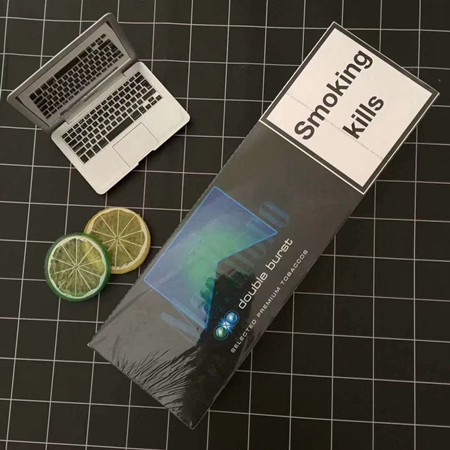 Smoking
kills
double burst
SELECTED PREMIUM TOBACCOS